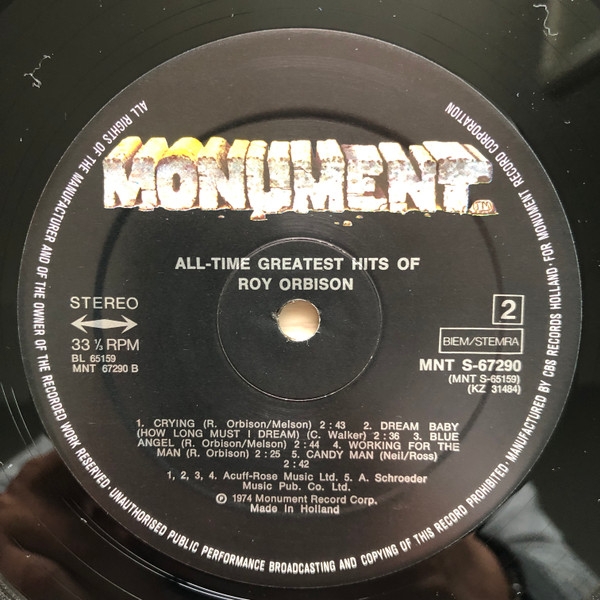 MONUMENT TM
ALL-TIME GREATEST HITS OF
ROY ORBISON
STEREO
33 ⅓ RPM
BL 65159
MNT 67290 B
2
BIEM/STEMRA
MNT S-67290
(MNT S-65159)
(KZ 31484)
1. CRYING (R. Orbison/Melson) 2:43 2. DREAM BABY
(HOW LONG MUST I DREAM) (C. Walker) 2:36 3. BLUE
ANGEL (R. Orbison/Melson) 2:44 4. WORKING FOR THE
MAN (R. Orbison) 2:25 5. CANDY MAN (Neil/Ross)
2:42
1, 2, 3, 4. Acuff-Rose Music Ltd. 5. A. Schroeder
Music Pub. Co. Ltd.
℗ 1974 Monument Record Corp.
Made in Holland
ALL RIGHTS OF THE MANUFACTURER AND OF THE OWNER OF THE RECORDED WORK RESERVED · UNAUTHORISED PUBLIC PERFORMANCE BROADCASTING AND COPYING OF THIS RECORD PROHIBITED · MANUFACTURED BY CBS RECORDS HOLLAND · FOR MONUMENT RECORD CORPORATION